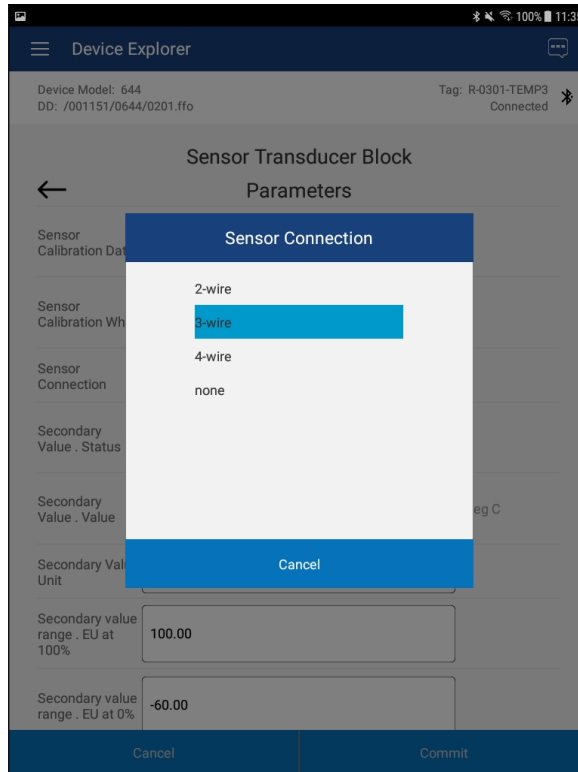 100% 11:35
Device Explorer
Device Model: 644
DD: /001151/0644/0201.ffo
Tag: R-0301-TEMP3
Connected
Sensor Transducer Block
Parameters
Sensor
Calibration Dat
Sensor Connection
2-wire
3-wire
4-wire
none
Cancel
Sensor
Calibration Wh
Sensor
Connection
Secondary
Value . Status
Secondary
Value . Value
eg C
Secondary Val
Unit
Secondary value
range . EU at
100%
100.00
Secondary value
range . EU at 0%
-60.00
Cancel
Commit